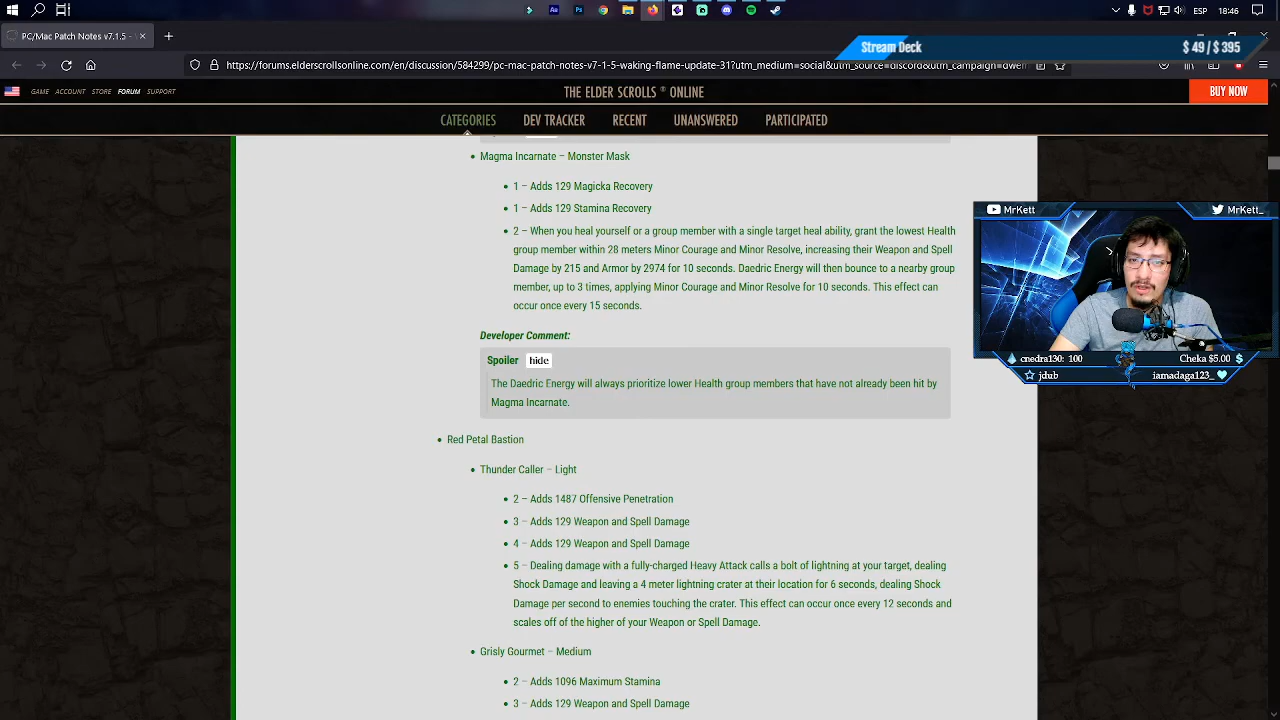 ESP
18:46
PC/Mac Patch Notes v7.1.5 -
Stream Deck
$ 49 / $ 395
https://forums.elderscrollsonline.com/en/discussion/584299/pc-mac-patch-notes-v7-1-5-waking-flame-update-31?utm_medium=social&utm_source=discord&utm_campaign=dwem
GAME ACCOUNT STORE FORUM SUPPORT
THE ELDER SCROLLS ® ONLINE
BUY NOW
CATEGORIES DEV TRACKER RECENT UNANSWERED PARTICIPATED
Magma Incarnate – Monster Mask
1 – Adds 129 Magicka Recovery
1 – Adds 129 Stamina Recovery
2 – When you heal yourself or a group member with a single target heal ability, grant the lowest Health
group member within 28 meters Minor Courage and Minor Resolve, increasing their Weapon and Spell
Damage by 215 and Armor by 2974 for 10 seconds. Daedric Energy will then bounce to a nearby group
member, up to 3 times, applying Minor Courage and Minor Resolve for 10 seconds. This effect can
occur once every 15 seconds.
Developer Comment:
Spoiler hide
The Daedric Energy will always prioritize lower Health group members that have not already been hit by
Magma Incarnate.
Red Petal Bastion
Thunder Caller – Light
2 – Adds 1487 Offensive Penetration
3 – Adds 129 Weapon and Spell Damage
4 – Adds 129 Weapon and Spell Damage
5 – Dealing damage with a fully-charged Heavy Attack calls a bolt of lightning at your target, dealing
Shock Damage and leaving a 4 meter lightning crater at their location for 6 seconds, dealing Shock
Damage per second to enemies touching the crater. This effect can occur once every 12 seconds and
scales off of the higher of your Weapon or Spell Damage.
Grisly Gourmet – Medium
2 – Adds 1096 Maximum Stamina
3 – Adds 129 Weapon and Spell Damage
MrKett
MrKett_
cnedra130: 100
Cheka $5.00
jdub
iamadaga123_